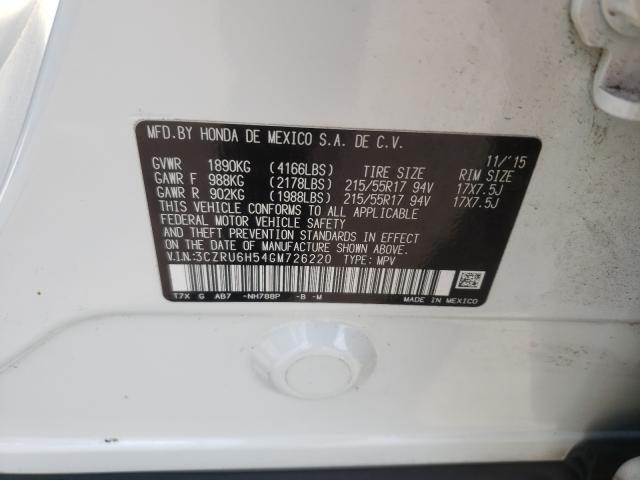 MFD.BY HONDA DE MEXICO S.A. DE C.V.
11/'15
GVWR 1890KG (4166LBS) TIRE SIZE RIM SIZE
GAWR F 988KG (2178LBS) 215/55R17 94V 17X7.5J
GAWR R 902KG (1988LBS) 215/55R17 94V 17X7.5J
THIS VEHICLE CONFORMS TO ALL APPLICABLE
FEDERAL MOTOR VEHICLE SAFETY
AND THEFT PREVENTION STANDARDS
IN EFFECT ON THE DATE OF MANUFACTURE
SHOWN ABOVE.
V.I.N.:3CZRU6H54GM726220 TYPE: MPV
T7X G AB7 -NH788P -B -M MADE IN MEXICO